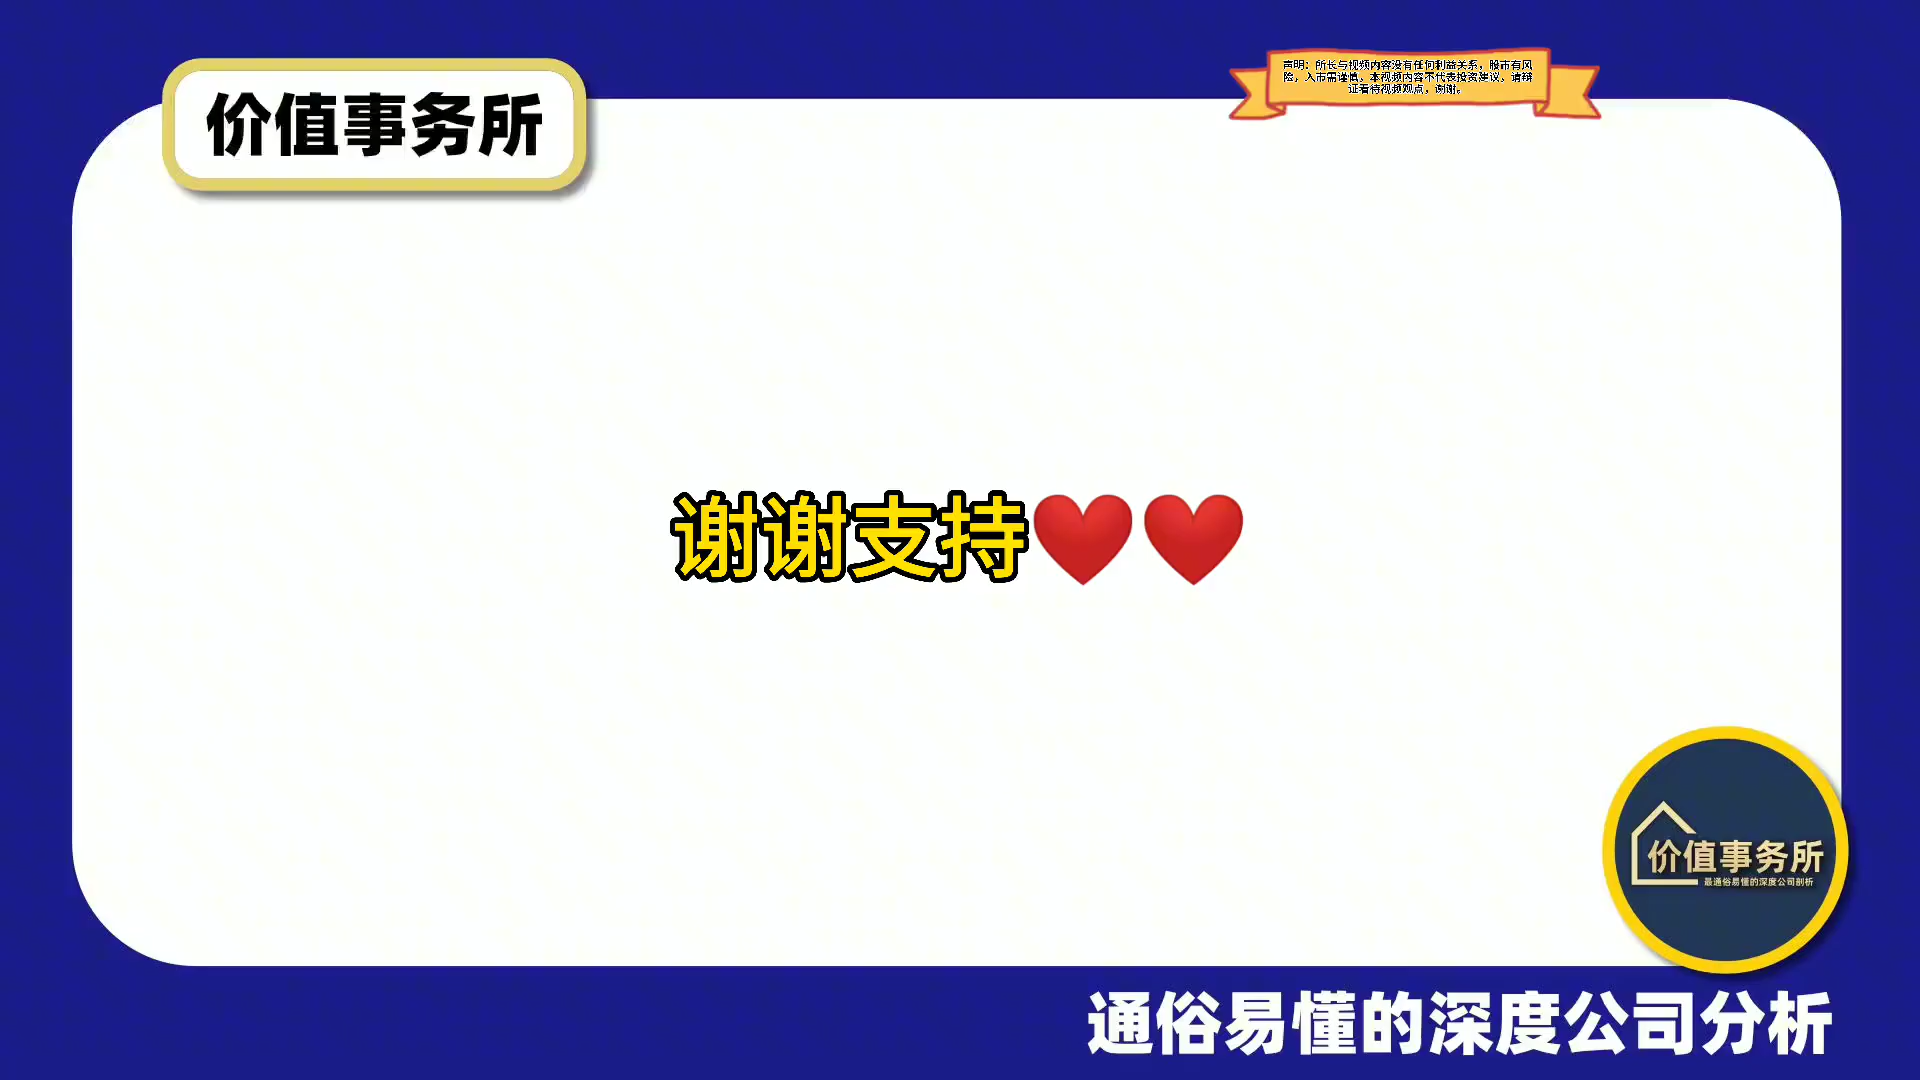 价值事务所
声明：所长与视频内容没有任何利益关系，股市有风
险，入市需谨慎，本视频内容不代表投资建议，请辩
证看待视频观点，谢谢。
谢谢支持❤️❤️
价值事务所
最通俗易懂的深度公司剖析
通俗易懂的深度公司分析